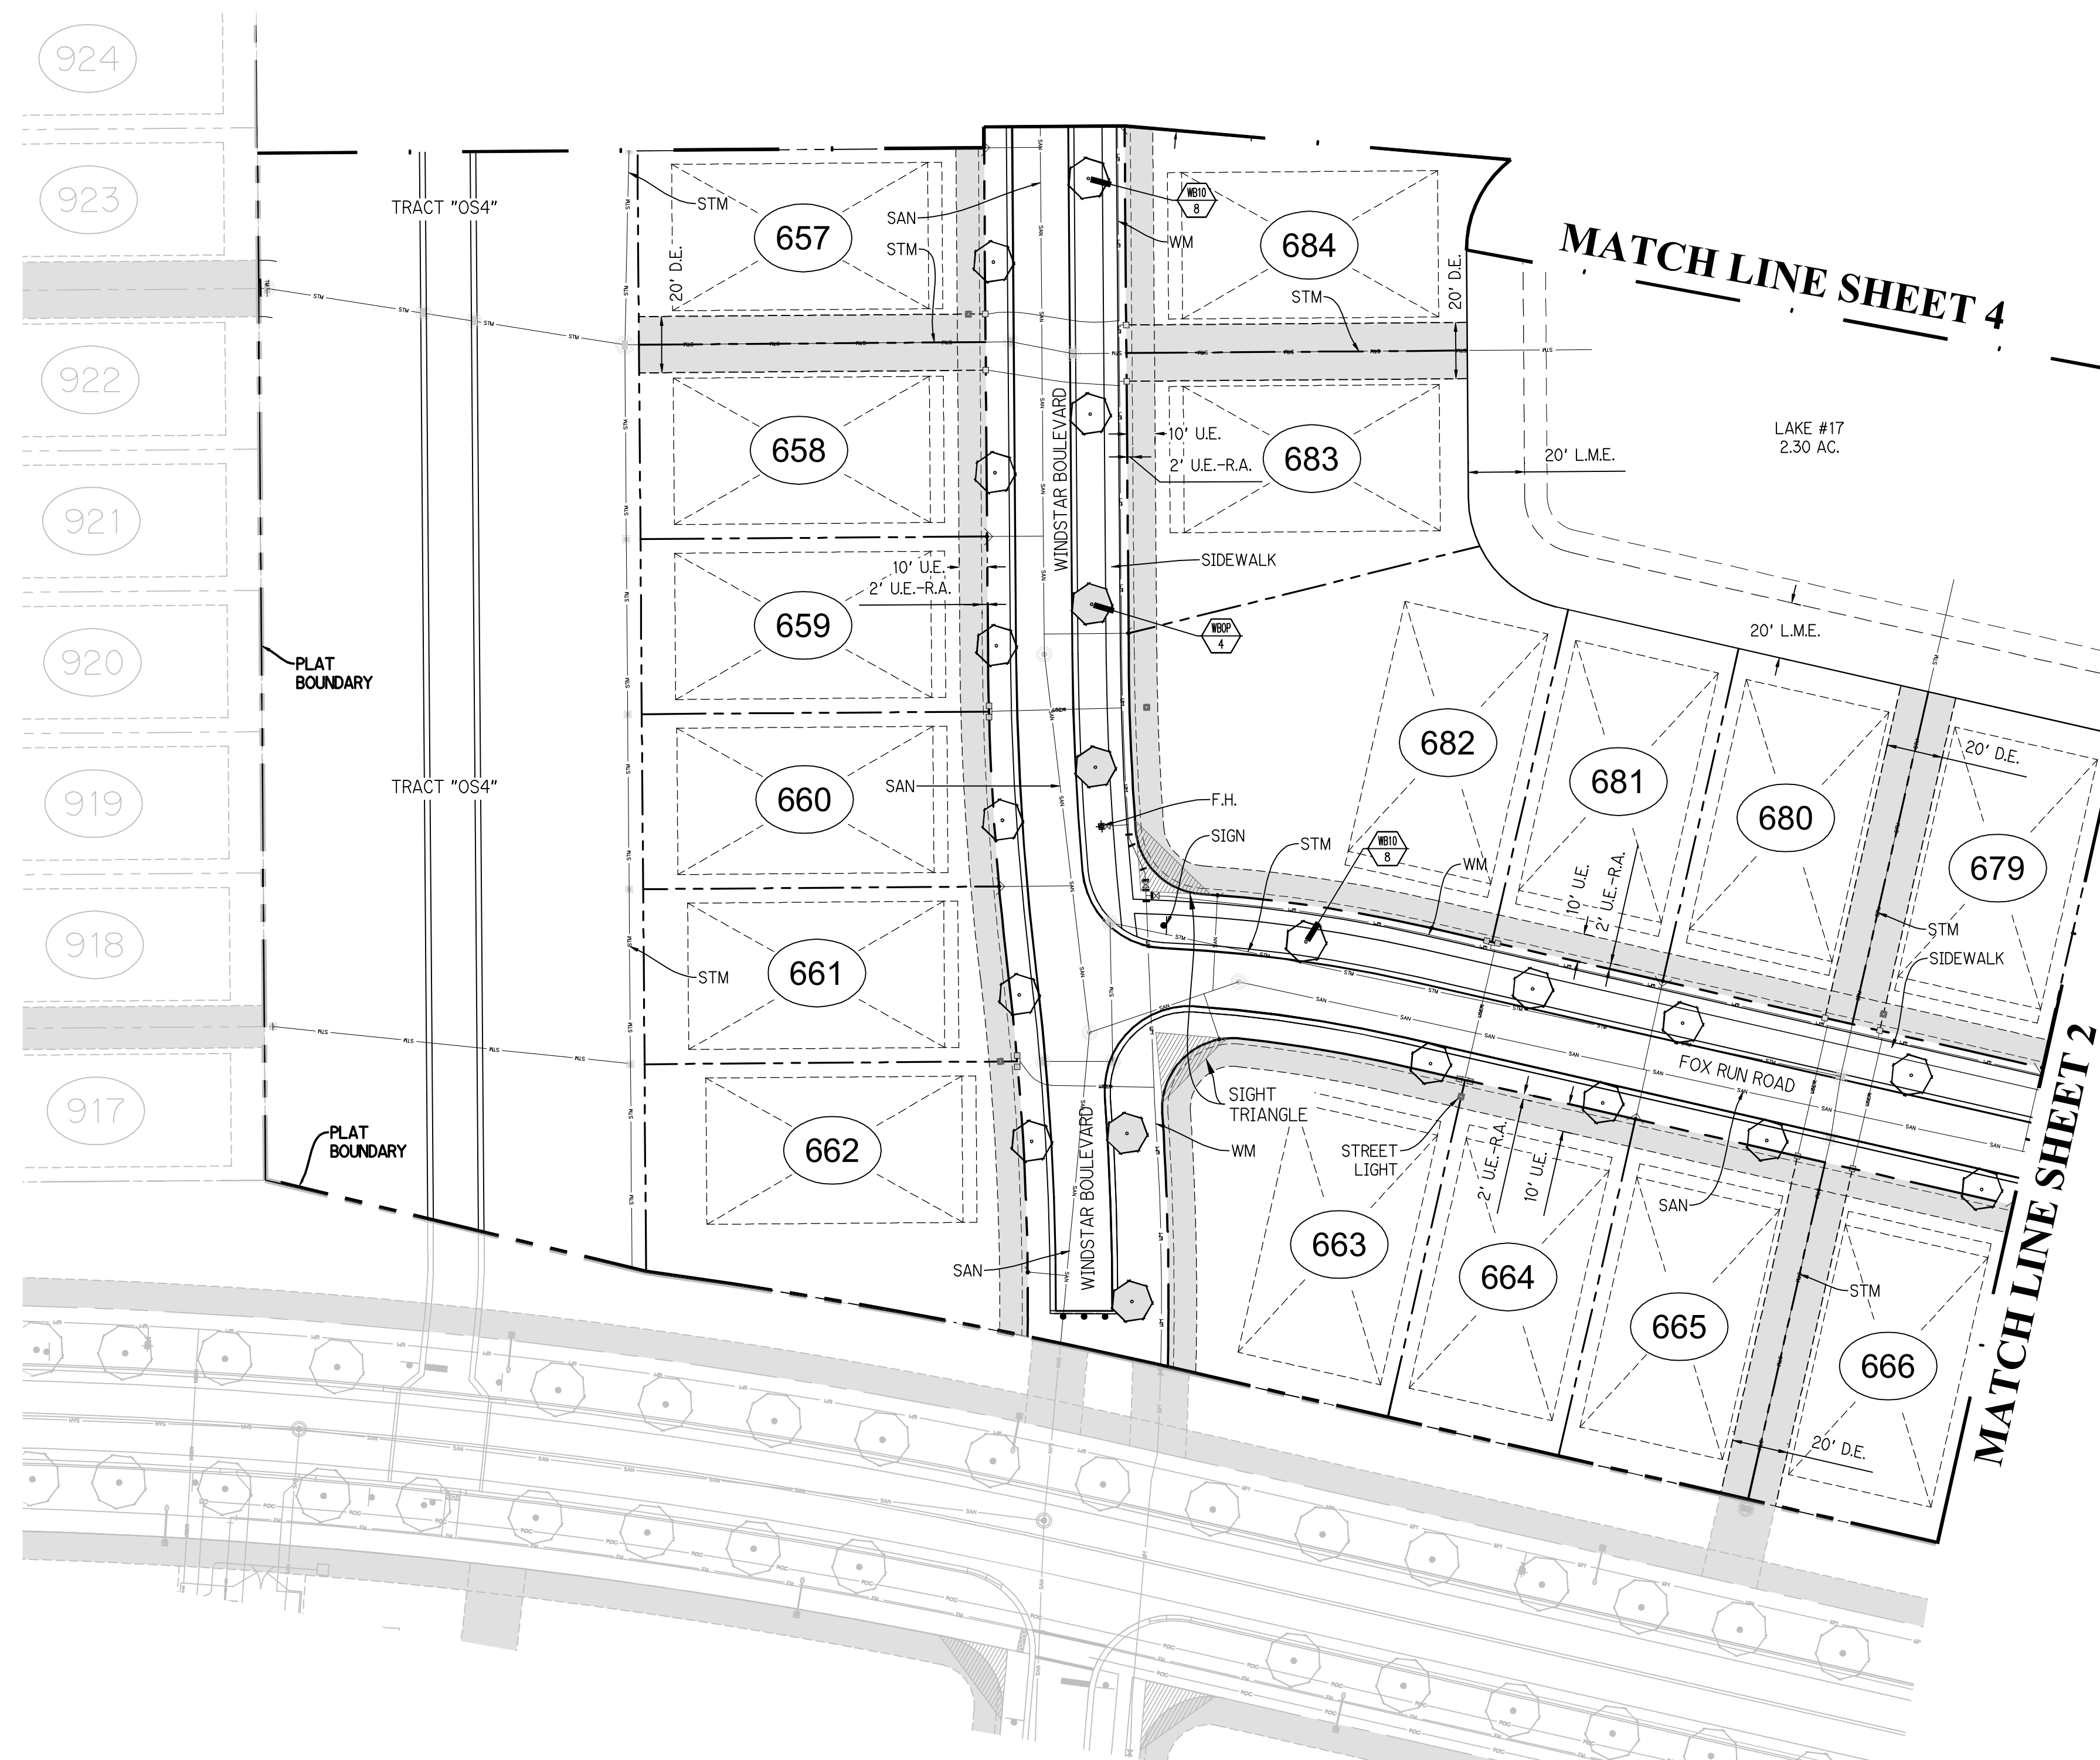 924
923
922
921
920
919
918
917
TRACT "OS4"
TRACT "OS4"
PLAT
BOUNDARY
PLAT
BOUNDARY
STM
STM
657
658
659
660
661
662
20' D.E.
SAN
STM
10' U.E.
2' U.E.-R.A.
SAN
SAN
WINDSTAR BOULEVARD
WINDSTAR BOULEVARD
WB10
8
WM
684
STM
20' D.E.
683
10' U.E.
2' U.E.-R.A.
SIDEWALK
WBOP
4
MATCH LINE SHEET 4
LAKE #17
2.30 AC.
20' L.M.E.
20' L.M.E.
682
681
680
679
20' D.E.
F.H.
SIGN
STM
WB10
8
WM
10' U.E.
2' U.E.-R.A.
STM
SIDEWALK
FOX RUN ROAD
SIGHT
TRIANGLE
WM
STREET
LIGHT
2' U.E.-R.A.
10' U.E.
SAN
STM
663
664
665
666
20' D.E.
MATCH LINE SHEET 2